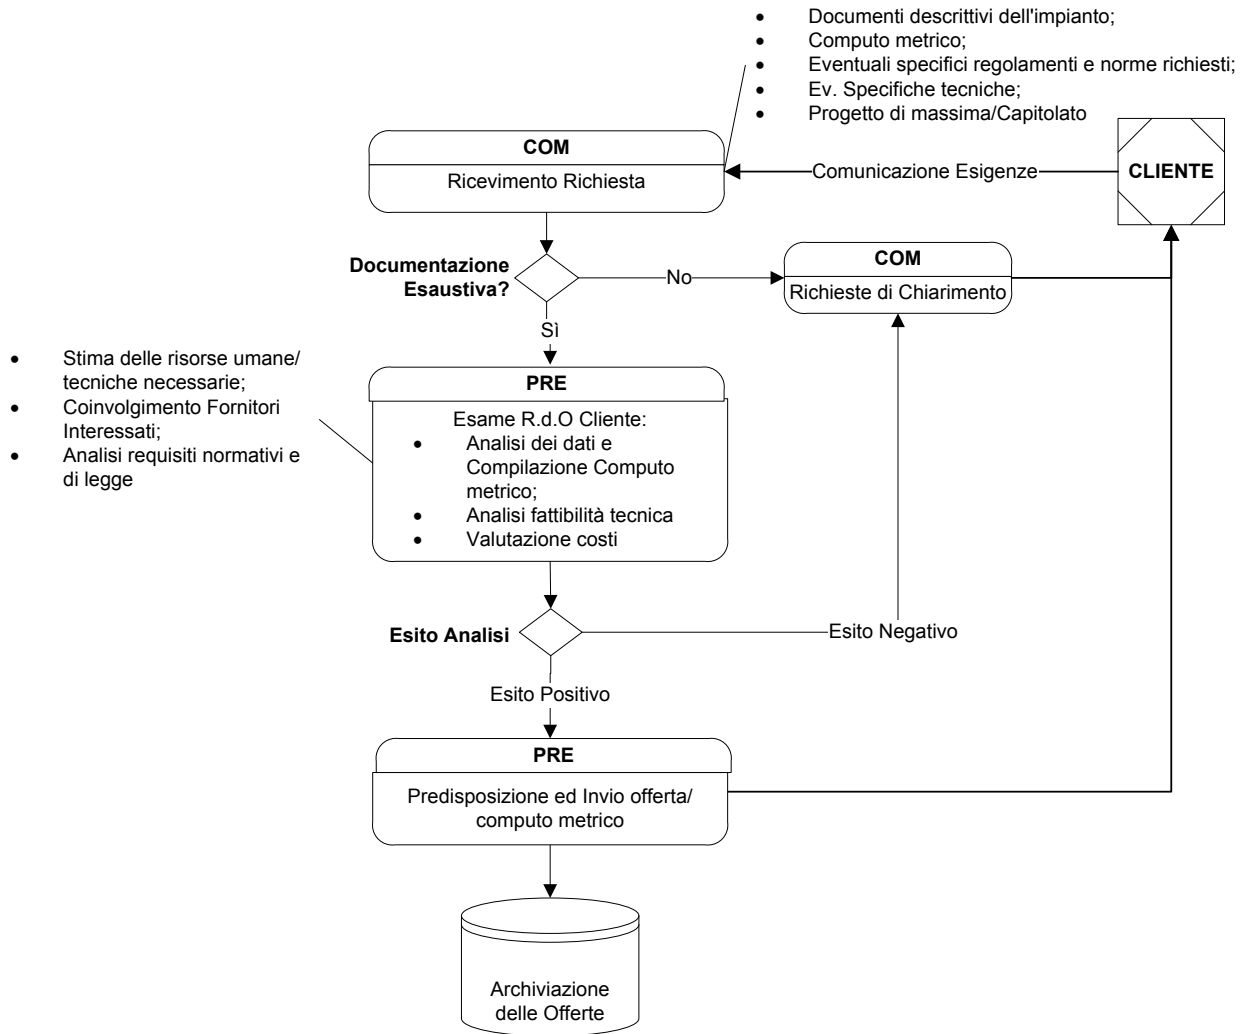 • Documenti descrittivi dell'impianto;
• Computo metrico;
• Eventuali specifici regolamenti e norme richiesti;
• Ev. Specifiche tecniche;
• Progetto di massima/Capitolato
COM
Ricevimento Richiesta
Comunicazione Esigenze
CLIENTE
Documentazione
Esaustiva?
No
COM
Richieste di Chiarimento
Sì
• Stima delle risorse umane/
tecniche necessarie;
• Coinvolgimento Fornitori
Interessati;
• Analisi requisiti normativi e
di legge
PRE
Esame R.d.O Cliente:
• Analisi dei dati e
Compilazione Computo
metrico;
• Analisi fattibilità tecnica
• Valutazione costi
Esito Analisi
Esito Negativo
Esito Positivo
PRE
Predisposizione ed Invio offerta/
computo metrico
Archiviazione
delle Offerte